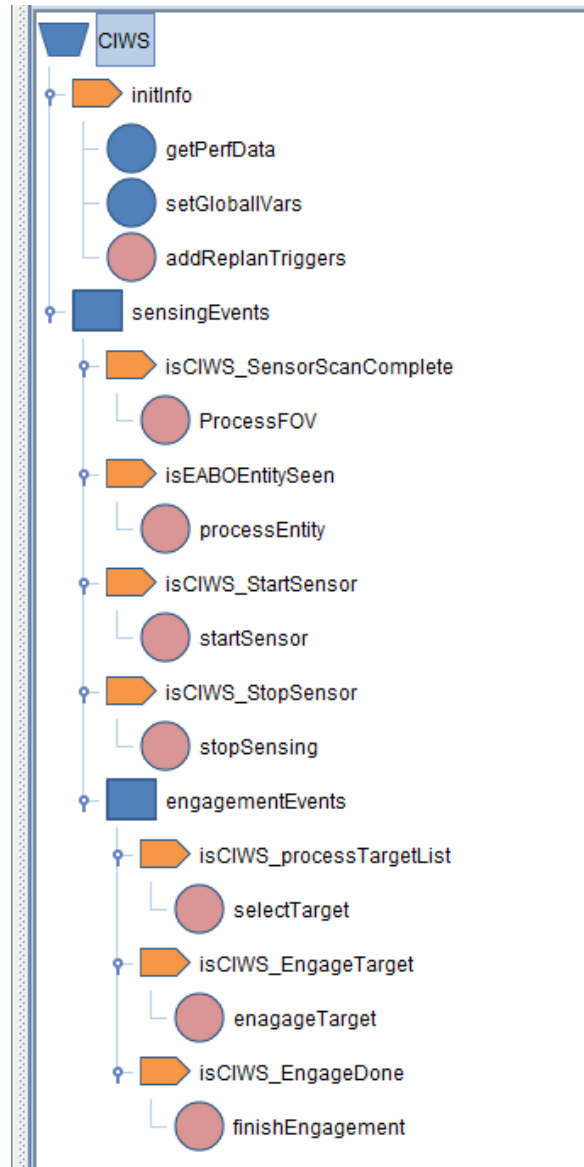 CIWS
initInfo
getPerfData
setGloballVars
addReplanTriggers
sensingEvents
isCIWS_SensorScanComplete
ProcessFOV
isEABOEntitySeen
processEntity
isCIWS_StartSensor
startSensor
isCIWS_StopSensor
stopSensing
engagementEvents
isCIWS_processTargetList
selectTarget
isCIWS_EngageTarget
enagageTarget
isCIWS_EngageDone
finishEngagement